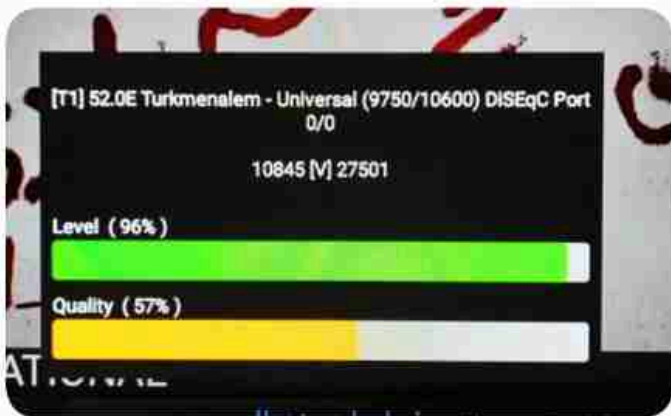 [T1] 52.0E Turkmenalem - Universal (9750/10600) DiSEqC Port
0/0
10845 [V] 27501
Level ( 96% )
Quality ( 57% )